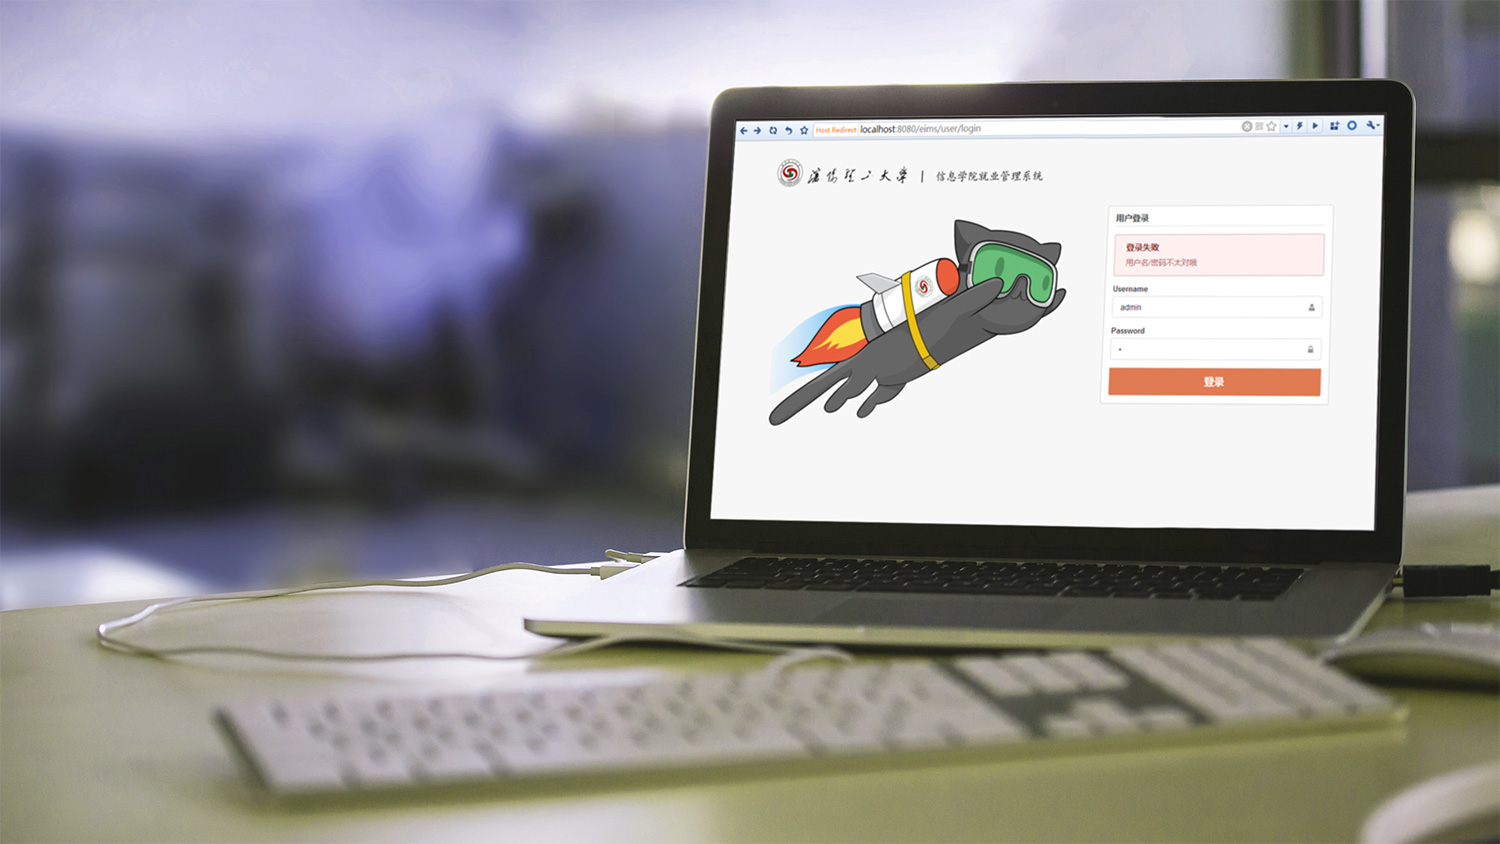 Host Redirect localhost:8080/eims/user/login
沈阳理工大学 | 信息学院就业管理系统
用户登录
登录失败
用户名/密码不太对哦
Username
admin
Password
登录